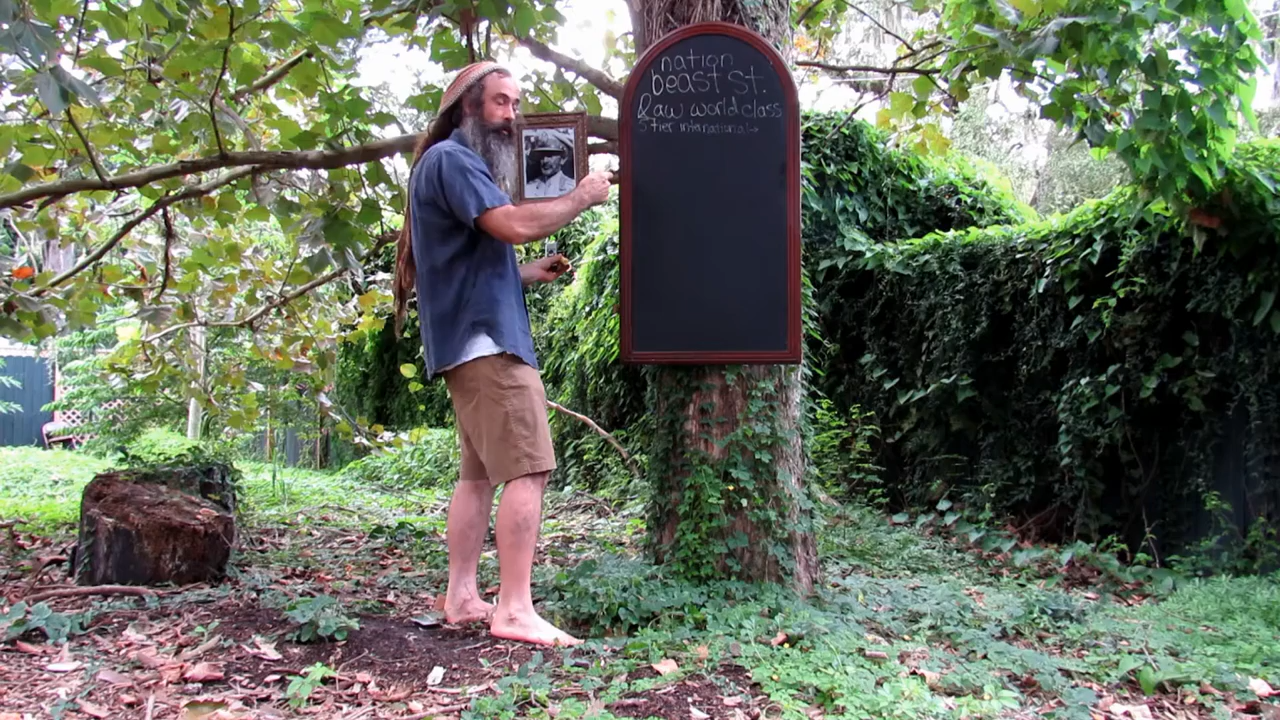 nation
beast st.
Raw world class
5 tier international→